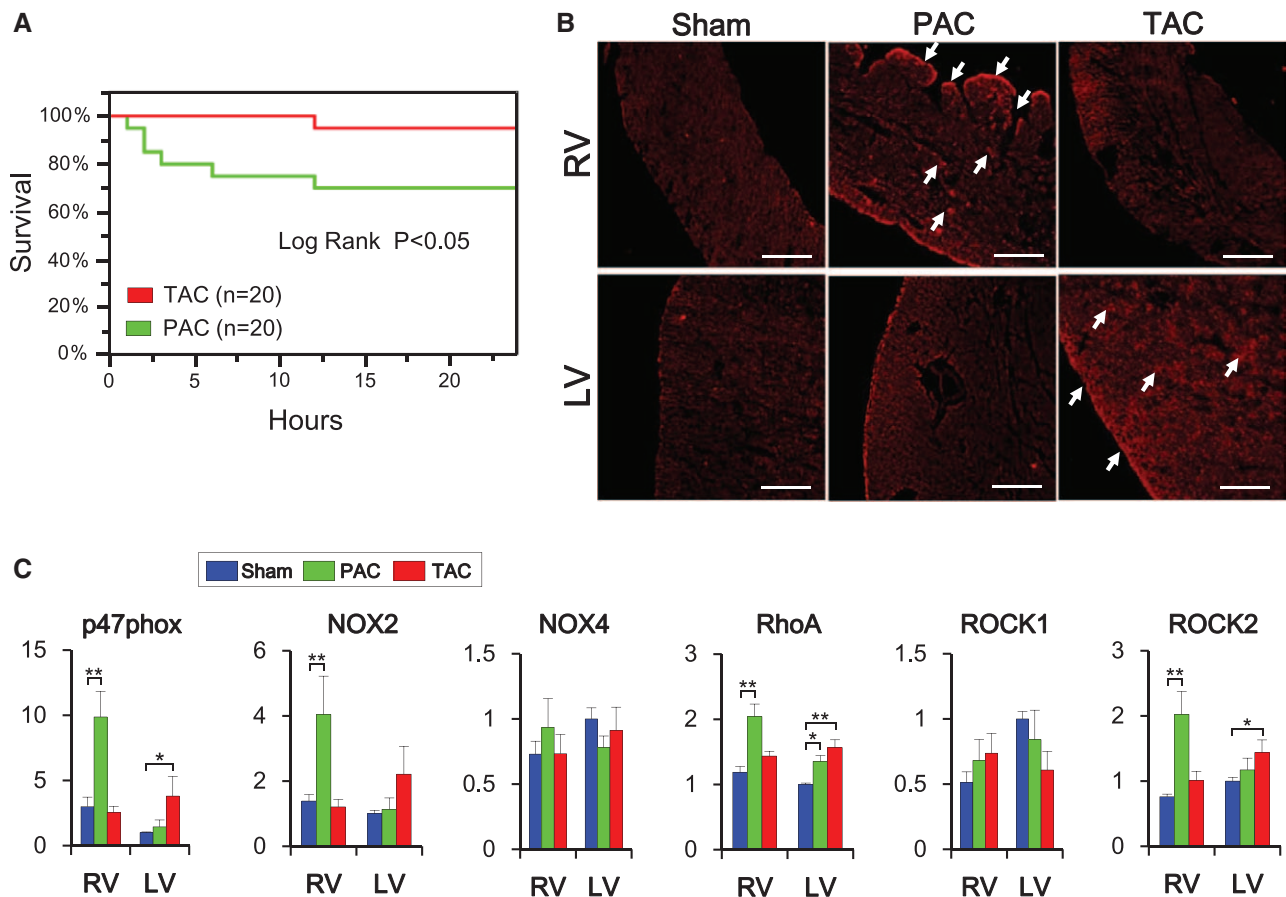 A
100%
80%
60%
40%
20%
0%
Survival
Log Rank P<0.05
TAC (n=20)
PAC (n=20)
0 5 10 15 20
Hours
B
Sham PAC TAC
RV
LV
C
Sham PAC TAC
p47phox
15
10
5
0
** *
RV LV
NOX2
6
4
2
0
**
RV LV
NOX4
1.5
1
0.5
0
RV LV
RhoA
3
2
1
0
** * **
RV LV
ROCK1
1.5
1
0.5
0
RV LV
ROCK2
3
2
1
0
** *
RV LV